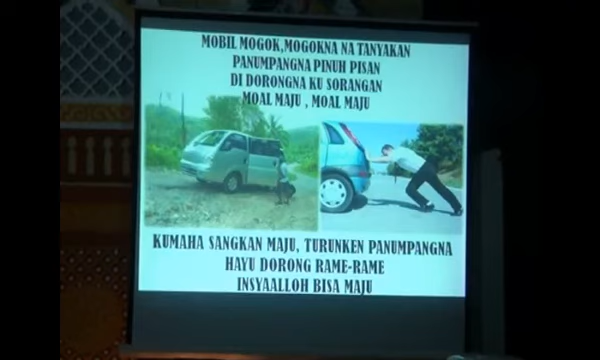 MOBIL MOGOK,MOGOKNA NA TANYAKAN
PANUMPANGNA PINUH PISAN
DI DORONGNA KU SORANGAN
MOAL MAJU , MOAL MAJU
KUMAHA SANGKAN MAJU, TURUNKEN PANUMPANGNA
HAYU DORONG RAME-RAME
INSYAALLOH BISA MAJU